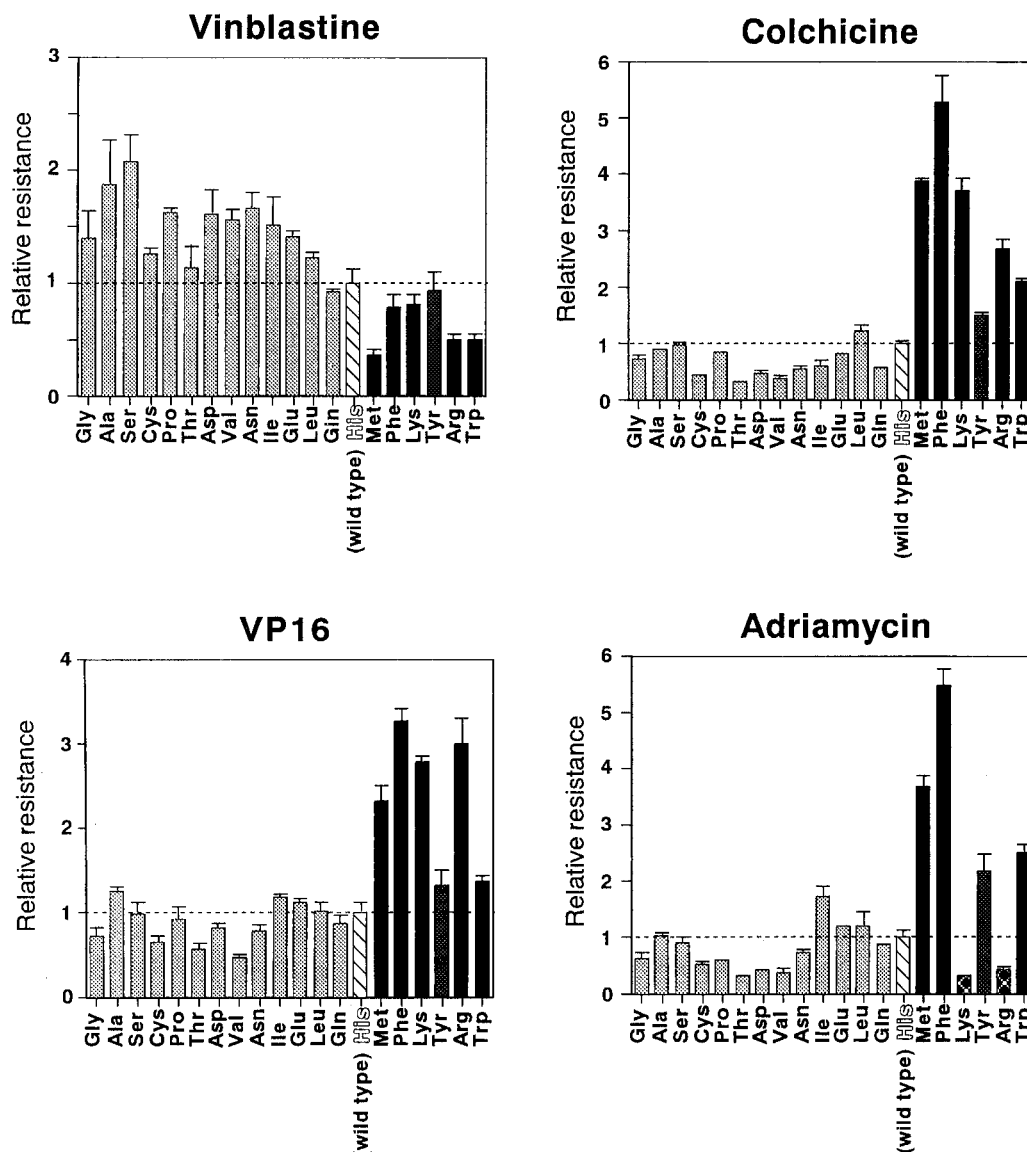 Vinblastine
Relative resistance
3
2
1
0
Gly Ala Ser Cys Pro Thr Asp Val Asn Ile Glu Leu Gln His Met Phe Lys Tyr Arg Trp
(wild type)
Colchicine
Relative resistance
6
5
4
3
2
1
0
Gly Ala Ser Cys Pro Thr Asp Val Asn Ile Glu Leu Gln His Met Phe Lys Tyr Arg Trp
(wild type)
VP16
Relative resistance
4
3
2
1
0
Gly Ala Ser Cys Pro Thr Asp Val Asn Ile Glu Leu Gln His Met Phe Lys Tyr Arg Trp
(wild type)
Adriamycin
Relative resistance
6
5
4
3
2
1
0
Gly Ala Ser Cys Pro Thr Asp Val Asn Ile Glu Leu Gln His Met Phe Lys Tyr Arg Trp
(wild type)